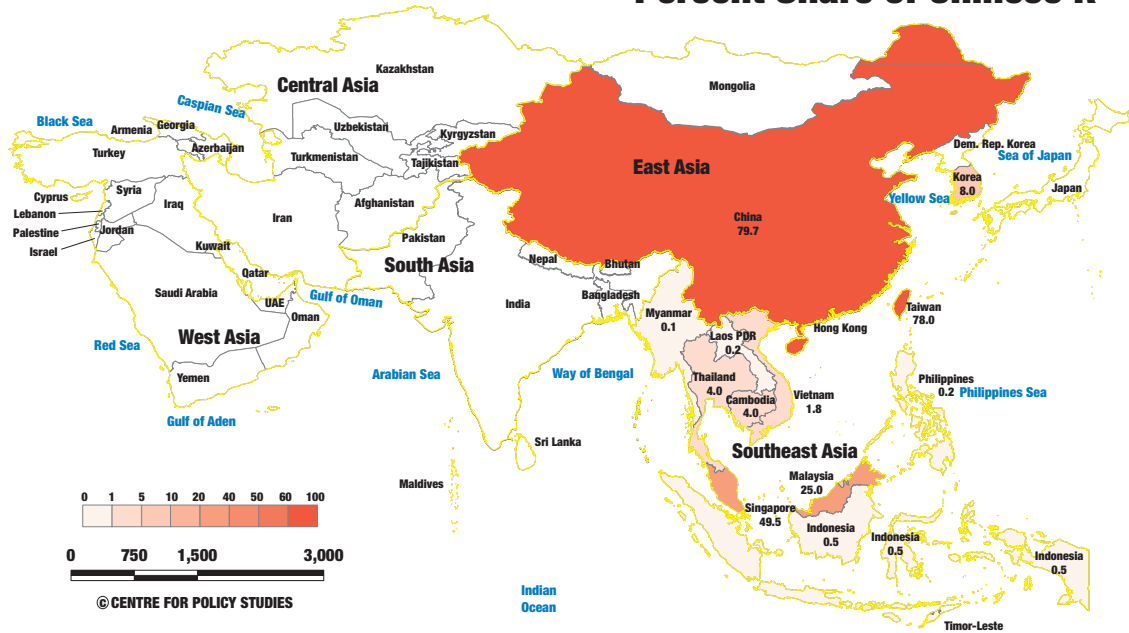 Percent Share of Chinese R
Kazakhstan
Central Asia
Mongolia
Caspian Sea
Black Sea
Georgia
Armenia
Uzbekistan
Kyrgyzstan
Azerbaijan
Turkey
Turkmenistan
Tajikistan
East Asia
Dem. Rep. Korea
Sea of Japan
Korea
8.0
Japan
Yellow Sea
Syria
Cyprus
Iraq
Lebanon
Afghanistan
Iran
China
79.7
Palestine
Jordan
Israel
Kuwait
Pakistan
South Asia
Nepal
Bhutan
Qatar
Saudi Arabia
UAE
Gulf of Oman
Oman
India
Bangladesh
Myanmar
0.1
Taiwan
78.0
Hong Kong
West Asia
Red Sea
Laos PDR
0.2
Yemen
Arabian Sea
Way of Bengal
Thailand
4.0
Cambodia
4.0
Vietnam
1.8
Philippines
0.2
Philippines Sea
Gulf of Aden
Sri Lanka
Southeast Asia
Maldives
Malaysia
25.0
Singapore
49.5
Indonesia
0.5
Indonesia
0.5
Indonesia
0.5
0 1 5 10 20 40 50 60 100
0 750 1,500 3,000
© CENTRE FOR POLICY STUDIES
Indian
Ocean
Timor-Leste